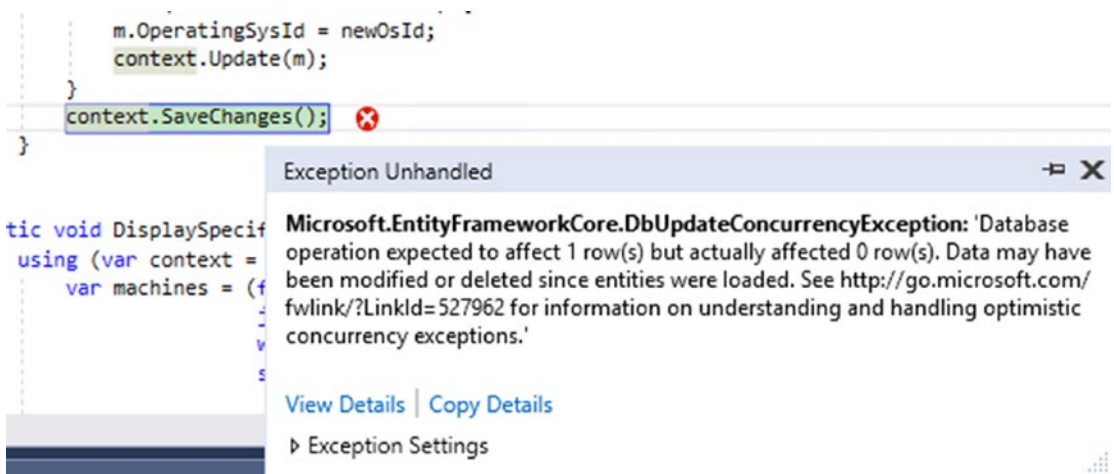 m.OperatingSysId = newOsId;
context.Update(m);
}
context.SaveChanges();
}
Exception Unhandled
Microsoft.EntityFrameworkCore.DbUpdateConcurrencyException: 'Database
operation expected to affect 1 row(s) but actually affected 0 row(s). Data may have
been modified or deleted since entities were loaded. See http://go.microsoft.com/
fwlink/?LinkId=527962 for information on understanding and handling optimistic
concurrency exceptions.'
View Details | Copy Details
Exception Settings
tic void DisplaySpecif
using (var context =
var machines = (f